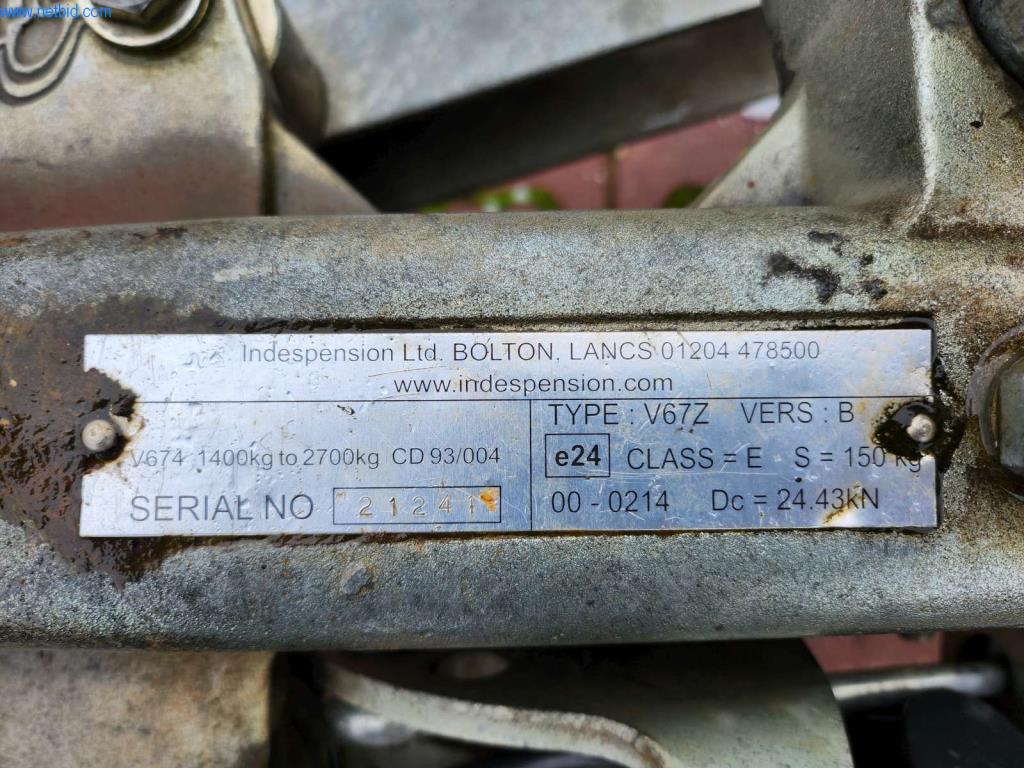 www.netbid.com
Indespension Ltd. BOLTON, LANCS 01204 478500
www.indespension.com
V674 1400kg to 2700kg CD 93/004
SERIAL NO 21241
TYPE : V67Z VERS : B
e24 CLASS = E S = 150 kg
00 - 0214 Dc = 24.43kN